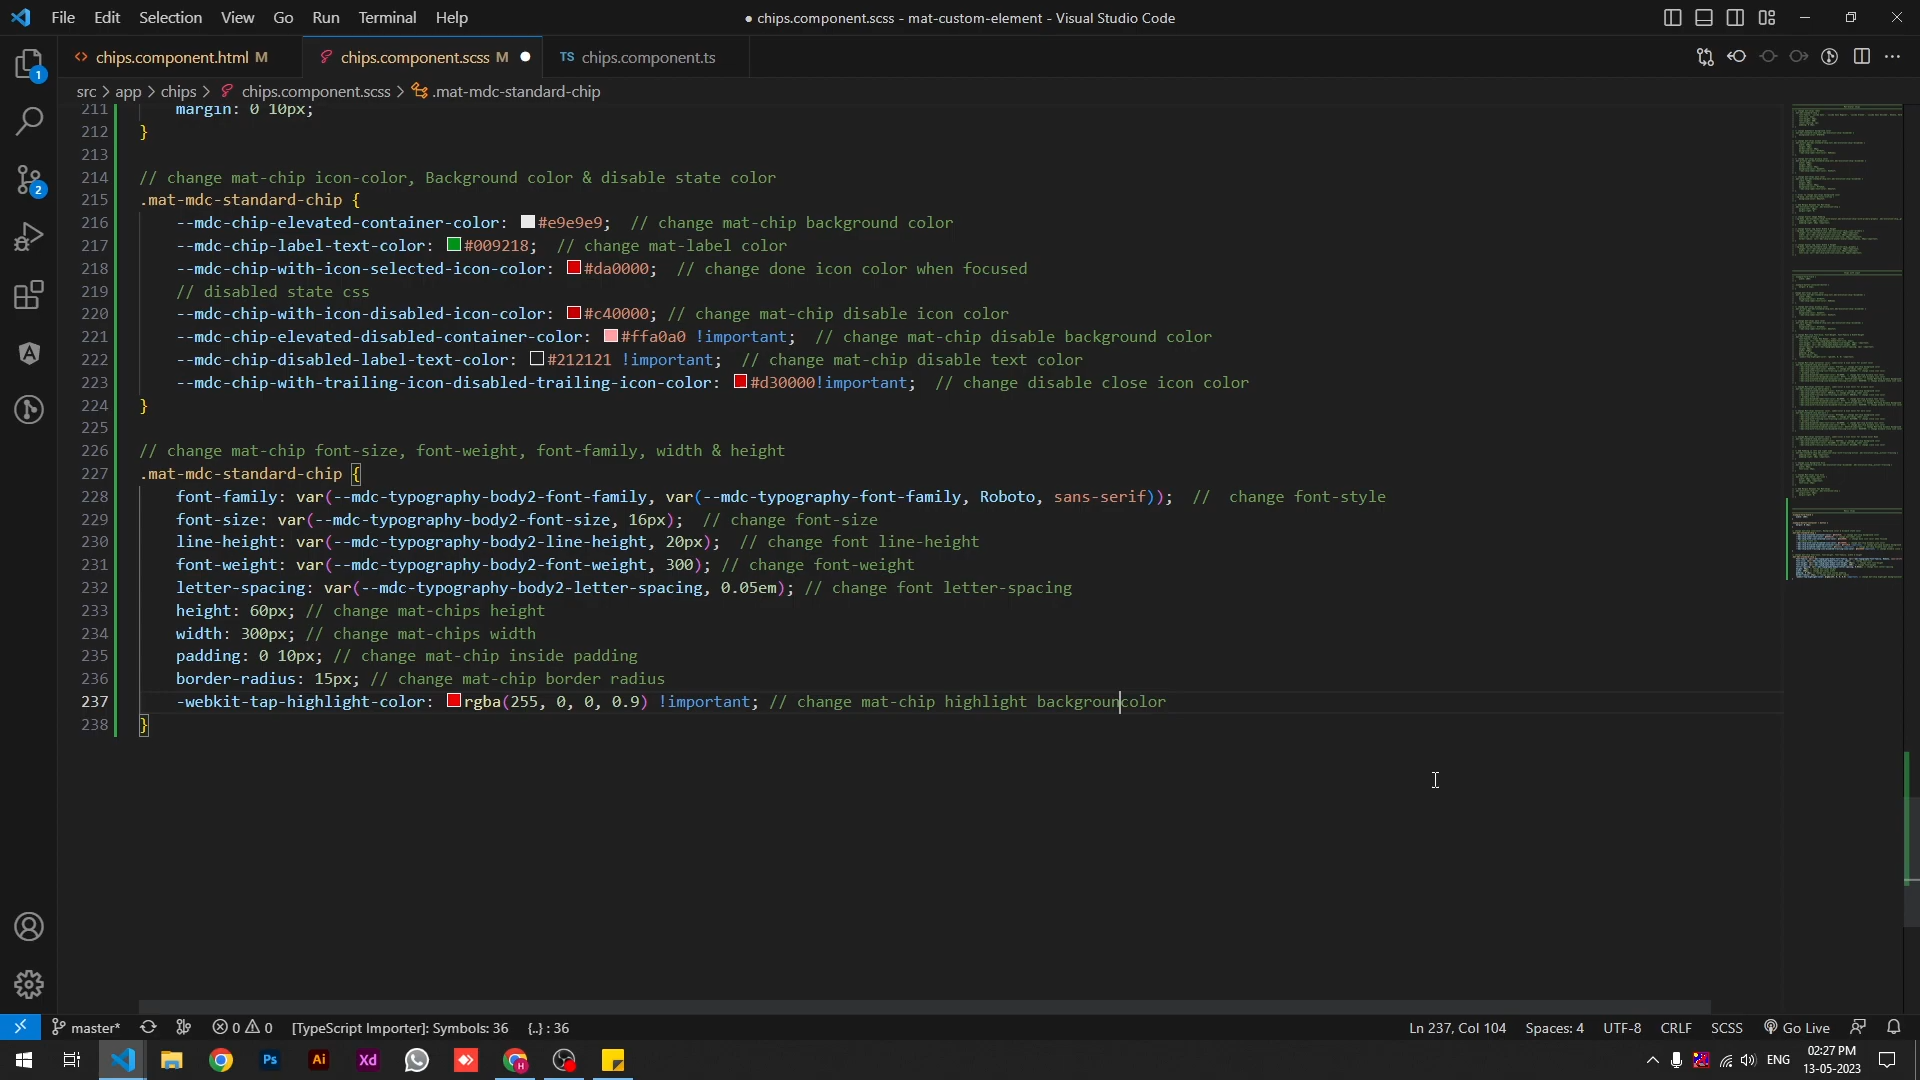 File Edit Selection View Go Run Terminal Help
● chips.component.scss - mat-custom-element - Visual Studio Code
chips.component.html M
chips.component.scss M
TS chips.component.ts
src > app > chips > chips.component.scss > .mat-mdc-standard-chip
211 margin: 0 10px;
212 }
213
214 // change mat-chip icon-color, Background color & disable state color
215 .mat-mdc-standard-chip {
216 --mdc-chip-elevated-container-color: #e9e9e9; // change mat-chip background color
217 --mdc-chip-label-text-color: #009218; // change mat-label color
218 --mdc-chip-with-icon-selected-icon-color: #da0000; // change done icon color when focused
219 // disabled state css
220 --mdc-chip-with-icon-disabled-icon-color: #c40000; // change mat-chip disable icon color
221 --mdc-chip-elevated-disabled-container-color: #ffa0a0 !important; // change mat-chip disable background color
222 --mdc-chip-disabled-label-text-color: #212121 !important; // change mat-chip disable text color
223 --mdc-chip-with-trailing-icon-disabled-trailing-icon-color: #d30000!important; // change disable close icon color
224 }
225
226 // change mat-chip font-size, font-weight, font-family, width & height
227 .mat-mdc-standard-chip {
228 font-family: var(--mdc-typography-body2-font-family, var(--mdc-typography-font-family, Roboto, sans-serif)); // change font-style
229 font-size: var(--mdc-typography-body2-font-size, 16px); // change font-size
230 line-height: var(--mdc-typography-body2-line-height, 20px); // change font line-height
231 font-weight: var(--mdc-typography-body2-font-weight, 300); // change font-weight
232 letter-spacing: var(--mdc-typography-body2-letter-spacing, 0.05em); // change font letter-spacing
233 height: 60px; // change mat-chips height
234 width: 300px; // change mat-chips width
235 padding: 0 10px; // change mat-chip inside padding
236 border-radius: 15px; // change mat-chip border radius
237 -webkit-tap-highlight-color: rgba(255, 0, 0, 0.9) !important; // change mat-chip highlight backgrouncolor
238 }
1
2
master* 0 0 [TypeScript Importer]: Symbols: 36 {..} : 36
Ln 237, Col 104 Spaces: 4 UTF-8 CRLF SCSS Go Live
Ps Ai Xd
ENG
02:27 PM
13-05-2023